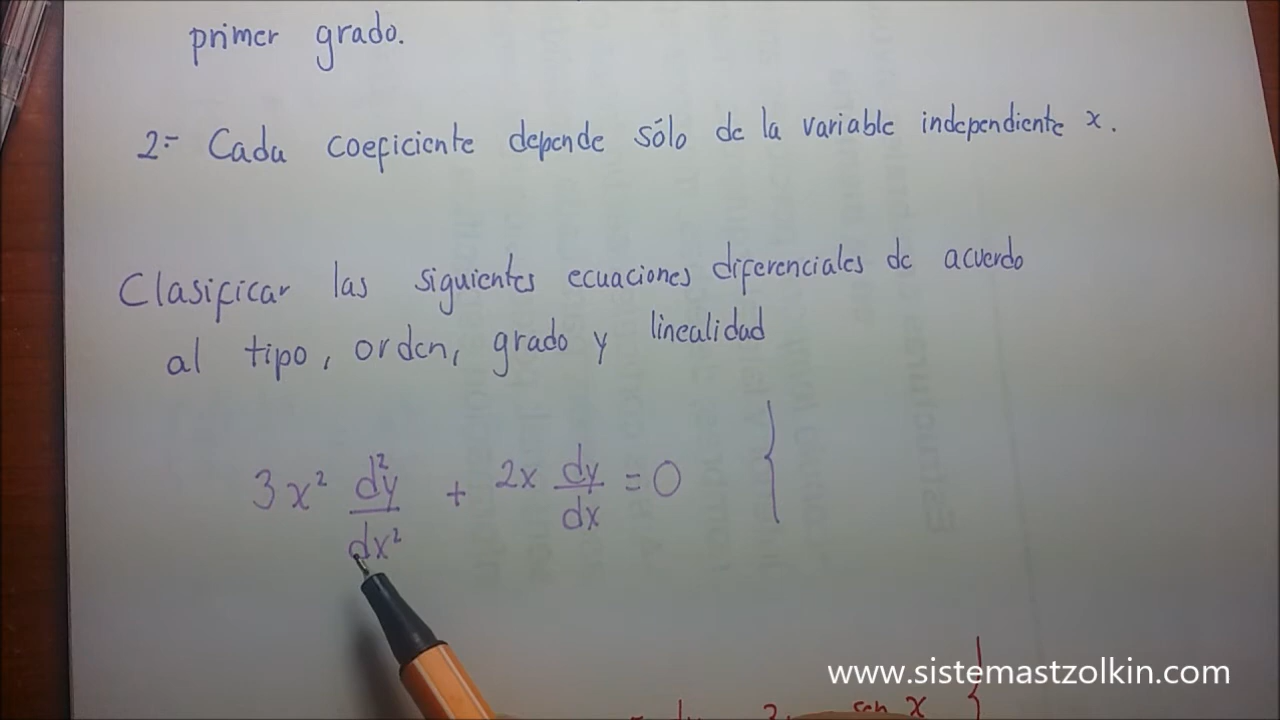 primer grado.
2.- Cada coeficiente depende sólo de la variable independiente x.
Clasificar las siguientes ecuaciones diferenciales de acuerdo
al tipo, orden, grado y linealidad
3x² d²y/dx² + 2x dy/dx = 0 {
www.sistemastzolkin.com